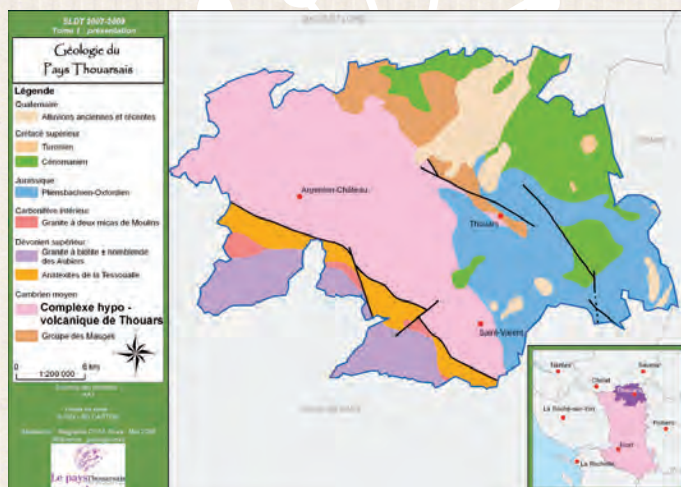 SLDT 2007-2009
Tome 1 : présentation
Géologie du
Pays Thouarsais
Légende
Quaternaire
Alluvions anciennes et récentes
Crétacé supérieur
Turonien
Cénomanien
Jurassique
Pliensbachien-Oxfordien
Carbonifère inférieur
Granite à deux micas de Moulins
Dévonien supérieur
Granite à biotite + hornblende
des Aubiers
Anatexites de la Tessoualle
Cambrien moyen
Complexe hypo -
volcanique de Thouars
Groupe des Mauges
0 6 km
1:200 000
Le pays Thouarsais
Argenton-Château
Thouars
Saint-Varent
Nantes
Cholet
Saumur
Thouars
La Roche-sur-Yon
Poitiers
Niort
La Rochelle